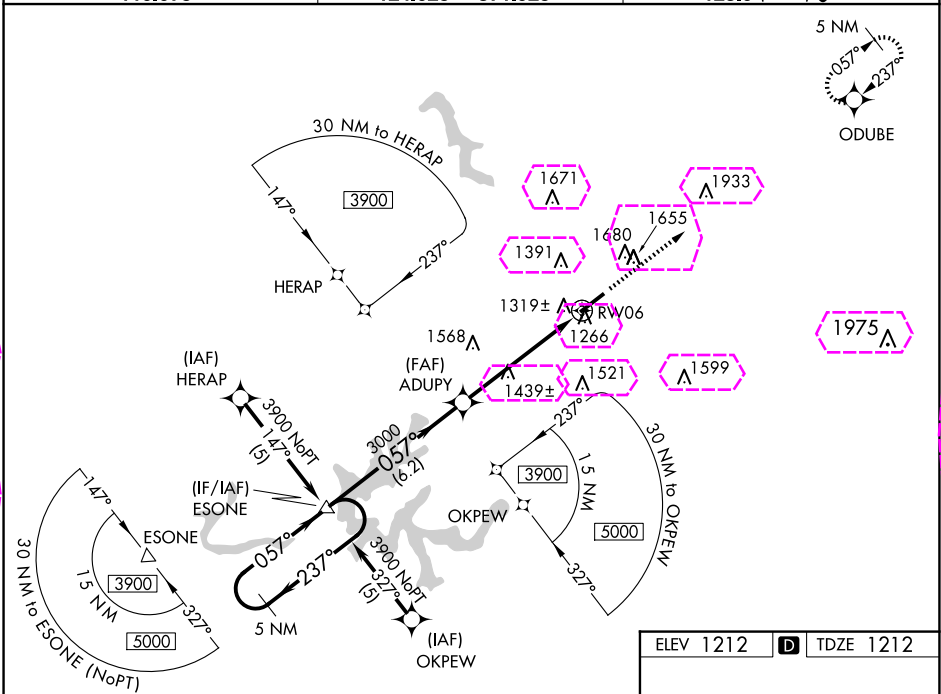 5 NM
057°
237°
ODUBE
30 NM to HERAP
3900
147°
237°
HERAP
1671
1933
1655
1680
1391
1319±
RW06
1266
1568
1975
(FAF)
ADUPY
1439±
1521
1599
(IAF)
HERAP
3900 NoPT
147°
(5)
3000
057°
(6.2)
(IF/IAF)
ESONE
057°
237°
5 NM
3900 NoPT
327°
(5)
(IAF)
OKPEW
237°
3900
15 NM
OKPEW
5000
327°
30 NM to OKPEW
147°
ESONE
3900
15 NM
327°
5000
30 NM to ESONE (NoPT)
ELEV 1212 D TDZE 1212